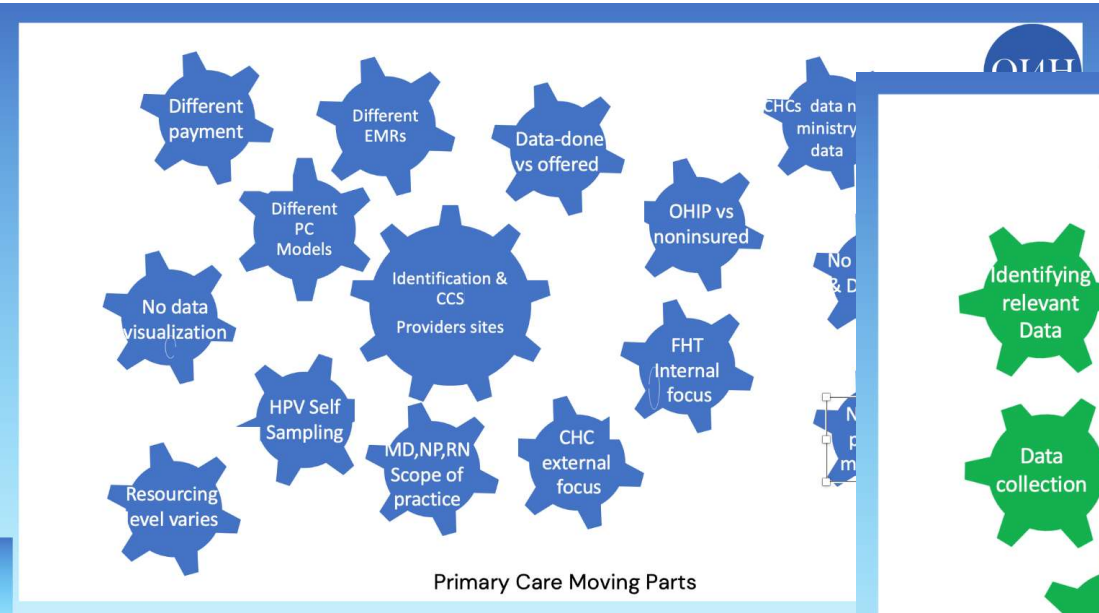 Different
payment
Different
EMRs
Data-done
vs offered
CHCs data
ministry
data
Different
PC
Models
OHIP vs
noninsured
Identification &
CCS
Providers sites
No
No data
visualization
FHT
Internal
focus
HPV Self
Sampling
MD,NP,RN
Scope of
practice
CHC
external
focus
Resourcing
level varies
Primary Care Moving Parts
Identifying
relevant
Data
Data
collection